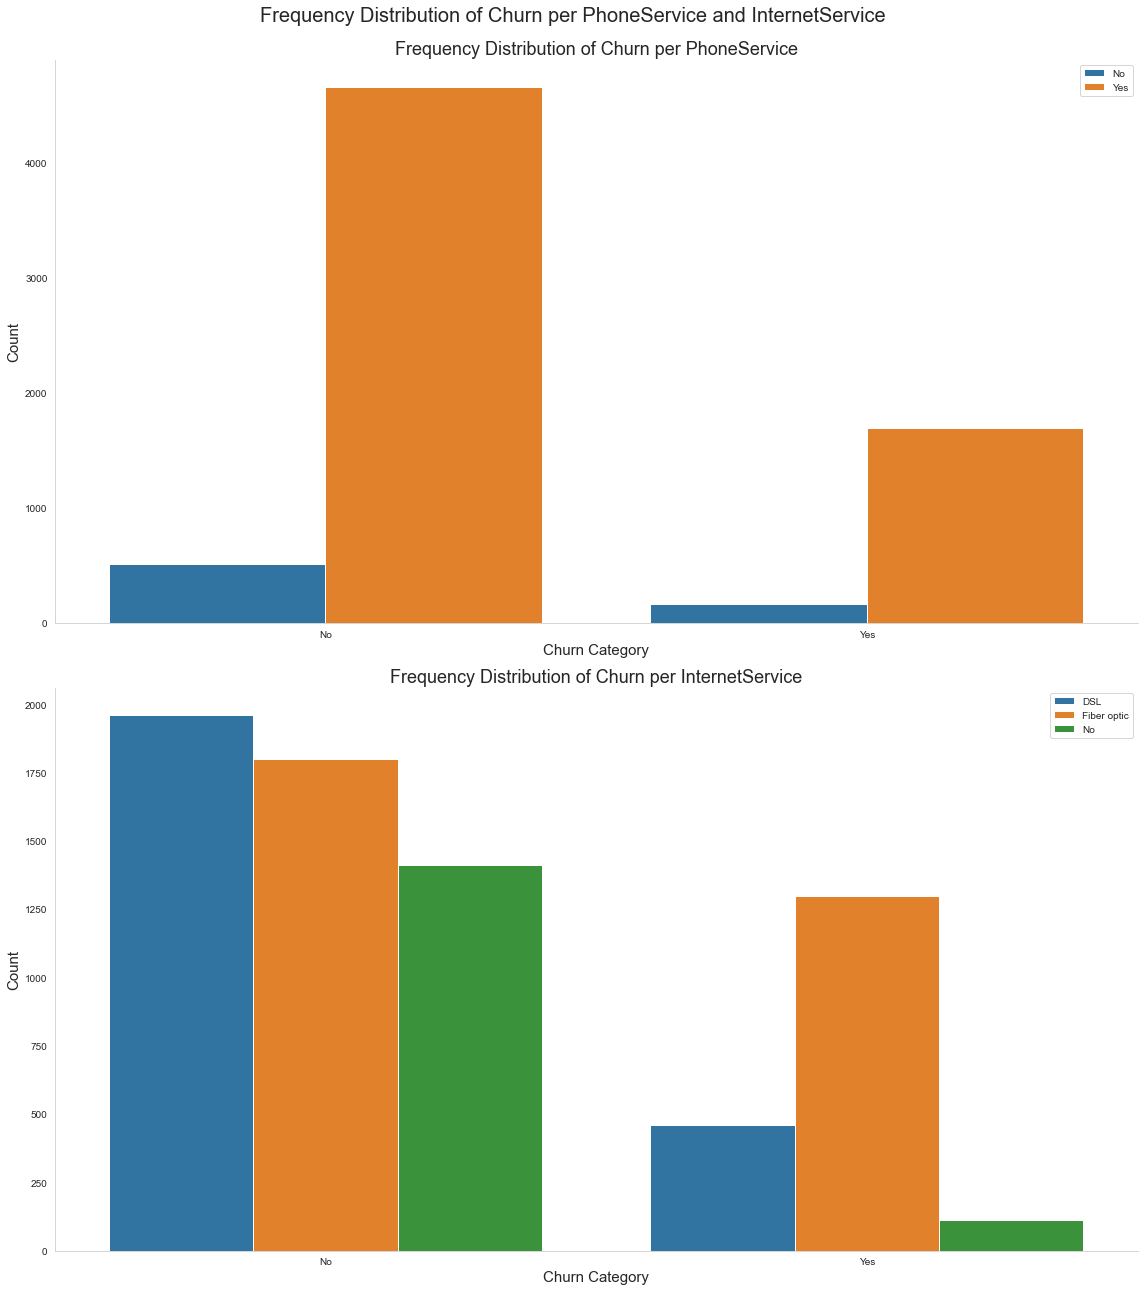 Frequency Distribution of Churn per PhoneService and InternetService
Frequency Distribution of Churn per PhoneService
No
Yes
4000
3000
2000
1000
0
Count
No
Yes
Churn Category
Frequency Distribution of Churn per InternetService
DSL
Fiber optic
No
2000
1750
1500
1250
1000
750
500
250
0
Count
No
Yes
Churn Category